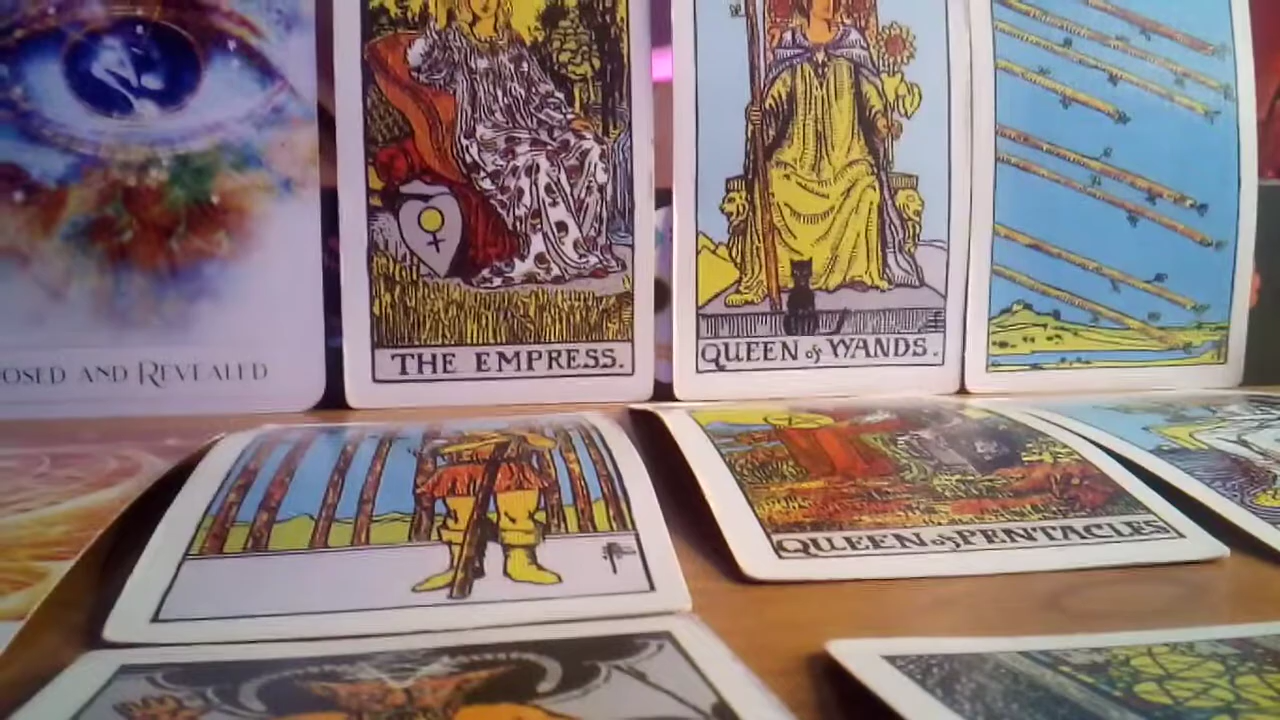 OSED AND REVEALED
THE EMPRESS.
QUEEN of WANDS.
QUEEN of PENTACLES